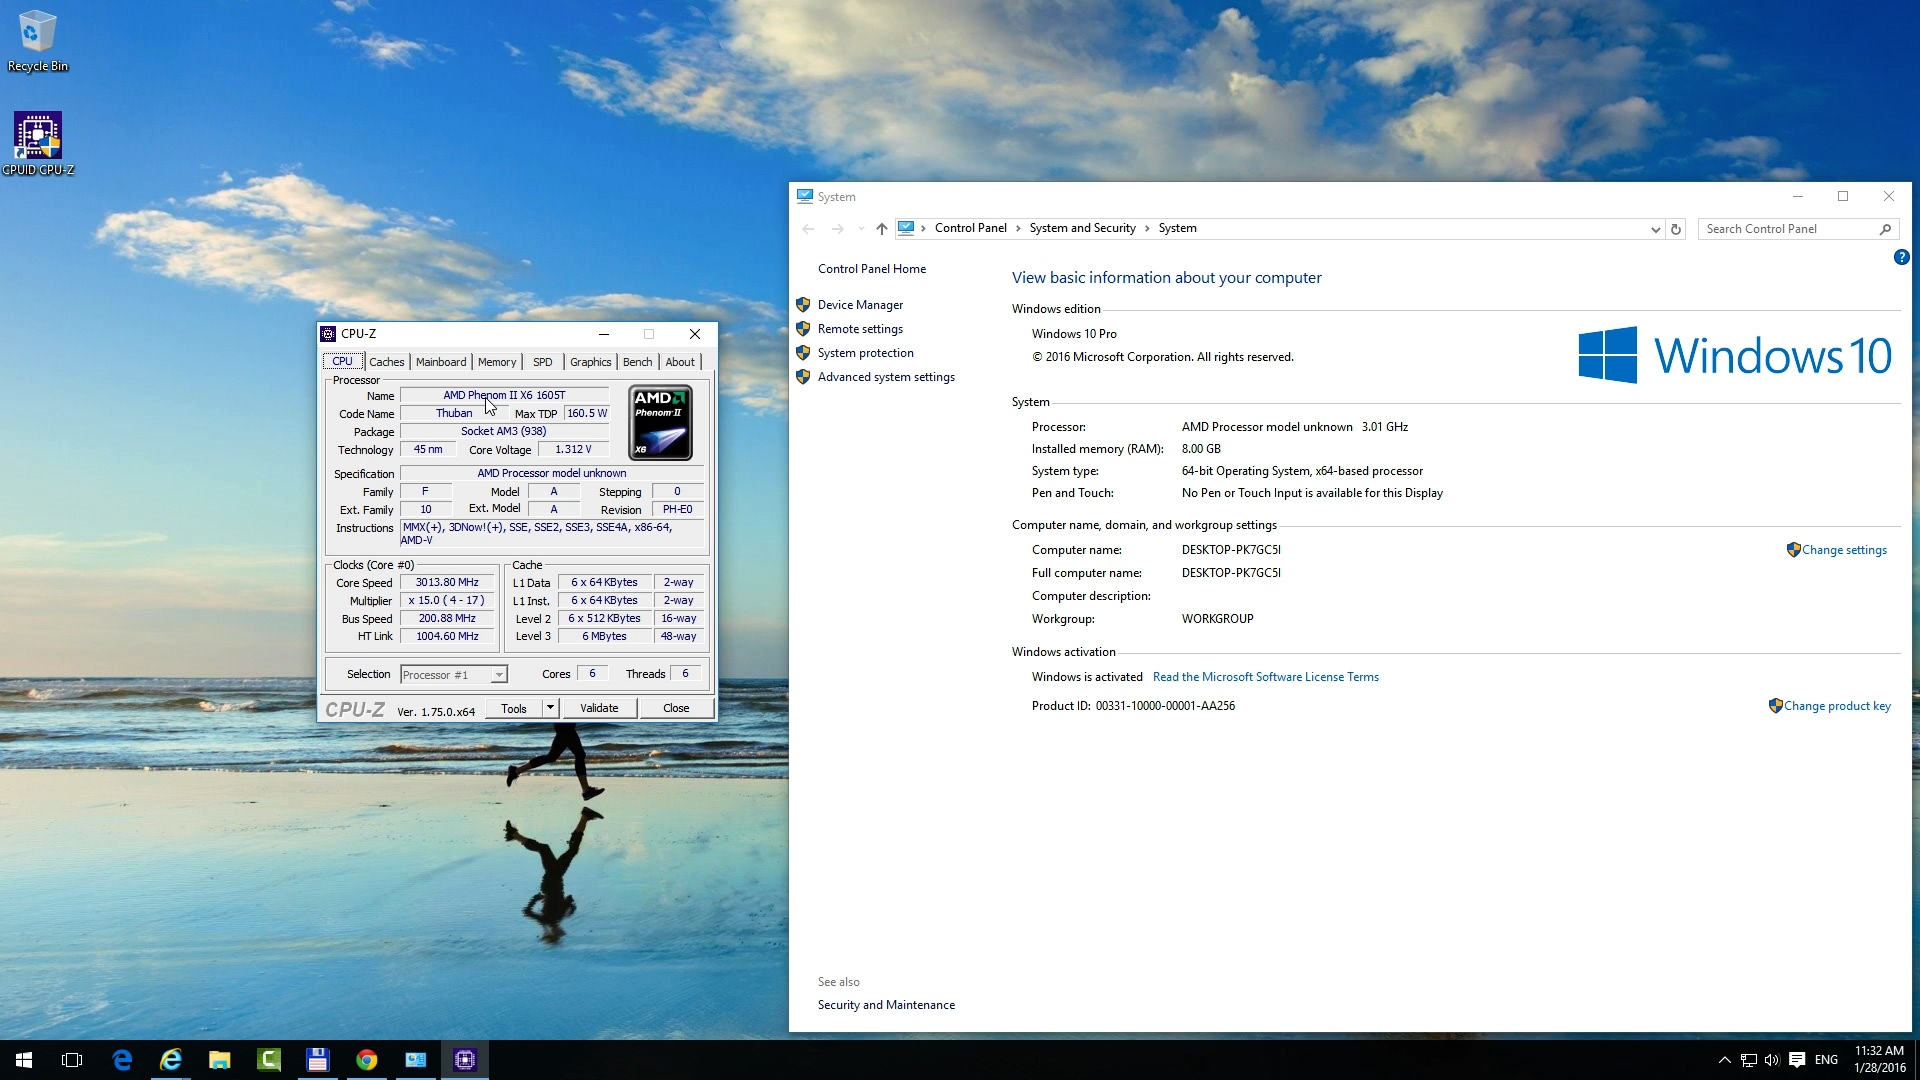 Recycle Bin
CPUID CPU-Z
CPU-Z
CPU Caches Mainboard Memory SPD Graphics Bench About
Processor
Name AMD Phenom II X6 1605T
Code Name Thuban Max TDP 160.5 W
Package Socket AM3 (938)
Technology 45 nm Core Voltage 1.312 V
AMD
Phenom II
X6
Specification AMD Processor model unknown
Family F Model A Stepping 0
Ext. Family 10 Ext. Model A Revision PH-E0
Instructions MMX(+), 3DNow!(+), SSE, SSE2, SSE3, SSE4A, x86-64,
AMD-V
Clocks (Core #0)
Core Speed 3013.80 MHz
Multiplier x 15.0 ( 4 - 17 )
Bus Speed 200.88 MHz
HT Link 1004.60 MHz
Cache
L1 Data 6 x 64 KBytes 2-way
L1 Inst. 6 x 64 KBytes 2-way
Level 2 6 x 512 KBytes 16-way
Level 3 6 MBytes 48-way
Selection Processor #1 Cores 6 Threads 6
CPU-Z Ver. 1.75.0.x64 Tools Validate Close
System
Control Panel System and Security System
Search Control Panel
Control Panel Home
Device Manager
Remote settings
System protection
Advanced system settings
See also
Security and Maintenance
?
View basic information about your computer
Windows edition
Windows 10 Pro
© 2016 Microsoft Corporation. All rights reserved.
Windows 10
System
Processor: AMD Processor model unknown 3.01 GHz
Installed memory (RAM): 8.00 GB
System type: 64-bit Operating System, x64-based processor
Pen and Touch: No Pen or Touch Input is available for this Display
Computer name, domain, and workgroup settings
Computer name: DESKTOP-PK7GC5I Change settings
Full computer name: DESKTOP-PK7GC5I
Computer description:
Workgroup: WORKGROUP
Windows activation
Windows is activated Read the Microsoft Software License Terms
Product ID: 00331-10000-00001-AA256 Change product key
ENG
11:32 AM
1/28/2016